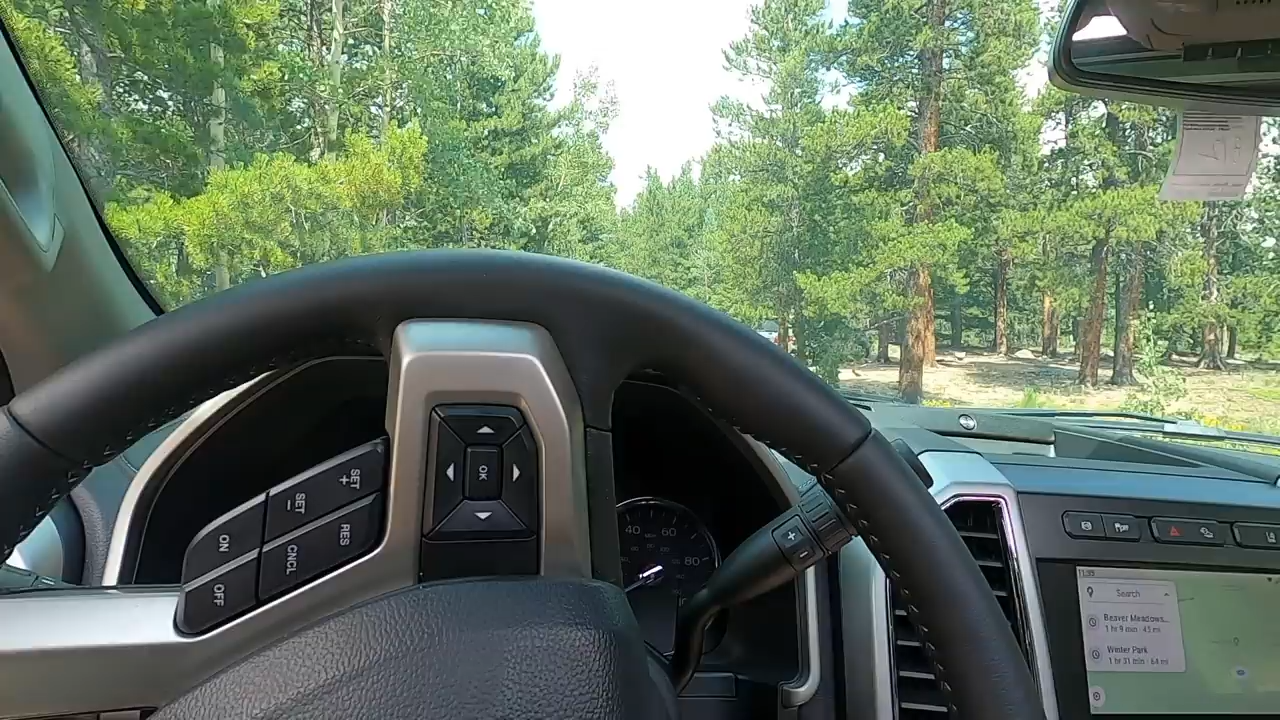 SET
+
SET
−
ON
RES
CNCL
OFF
OK
40
60
80
+
-
11:35
Search
Beaver Meadows...
1 hr 9 min · 43 mi
Winter Park
1 hr 31 min · 64 mi